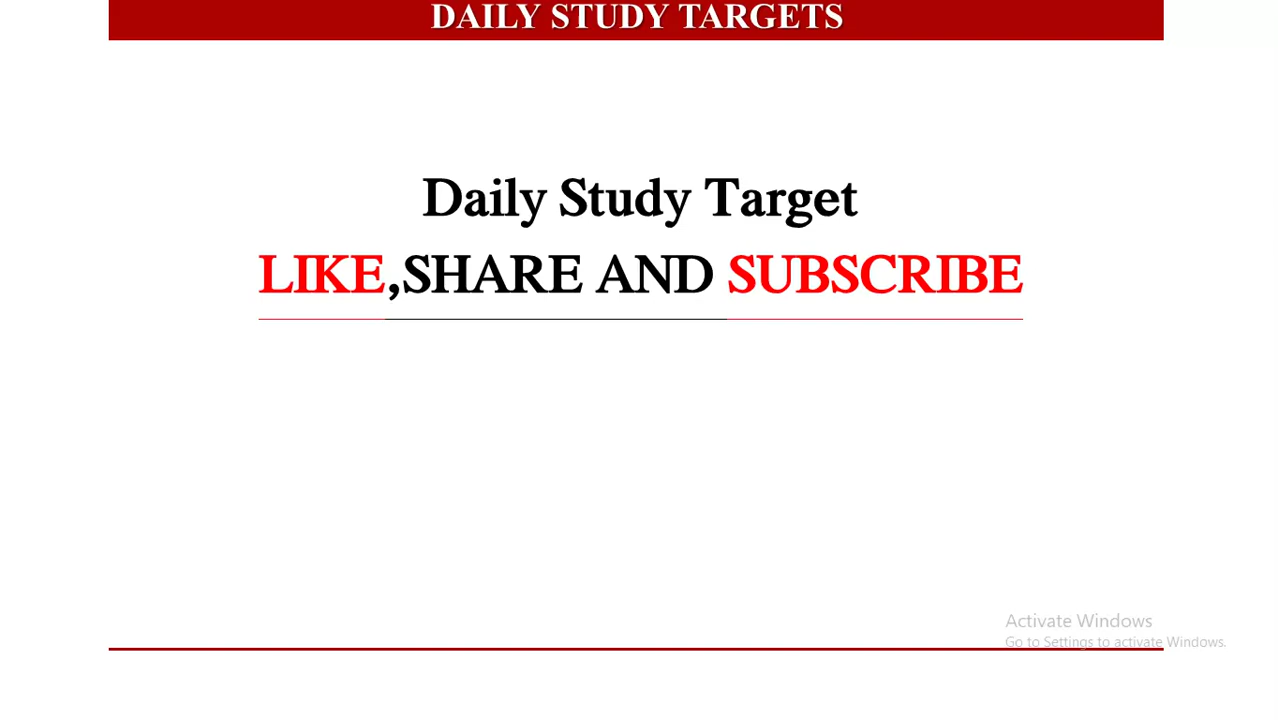 DAILY STUDY TARGETS
Daily Study Target
LIKE,SHARE AND SUBSCRIBE
Activate Windows
Go to Settings to activate Windows.